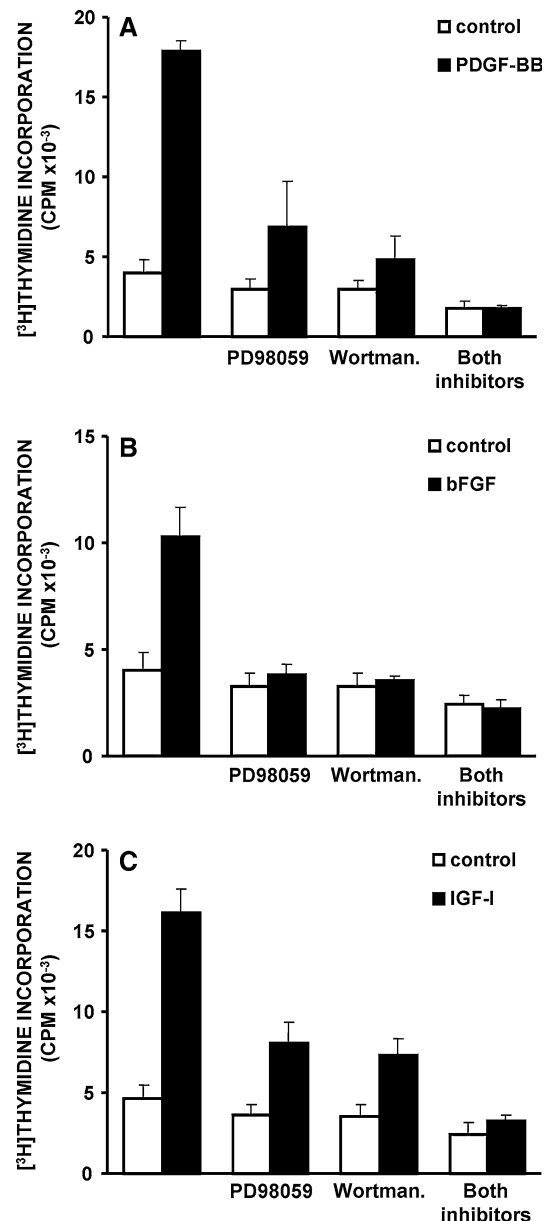 A
control
PDGF-BB
[³H]THYMIDINE INCORPORATION
(CPM x10⁻³)
20
15
10
5
0
PD98059 Wortman. Both
inhibitors
B
control
bFGF
[³H]THYMIDINE INCORPORATION
(CPM x10⁻³)
15
10
5
0
PD98059 Wortman. Both
inhibitors
C
control
IGF-I
[³H]THYMIDINE INCORPORATION
(CPM x10⁻³)
20
15
10
5
0
PD98059 Wortman. Both
inhibitors